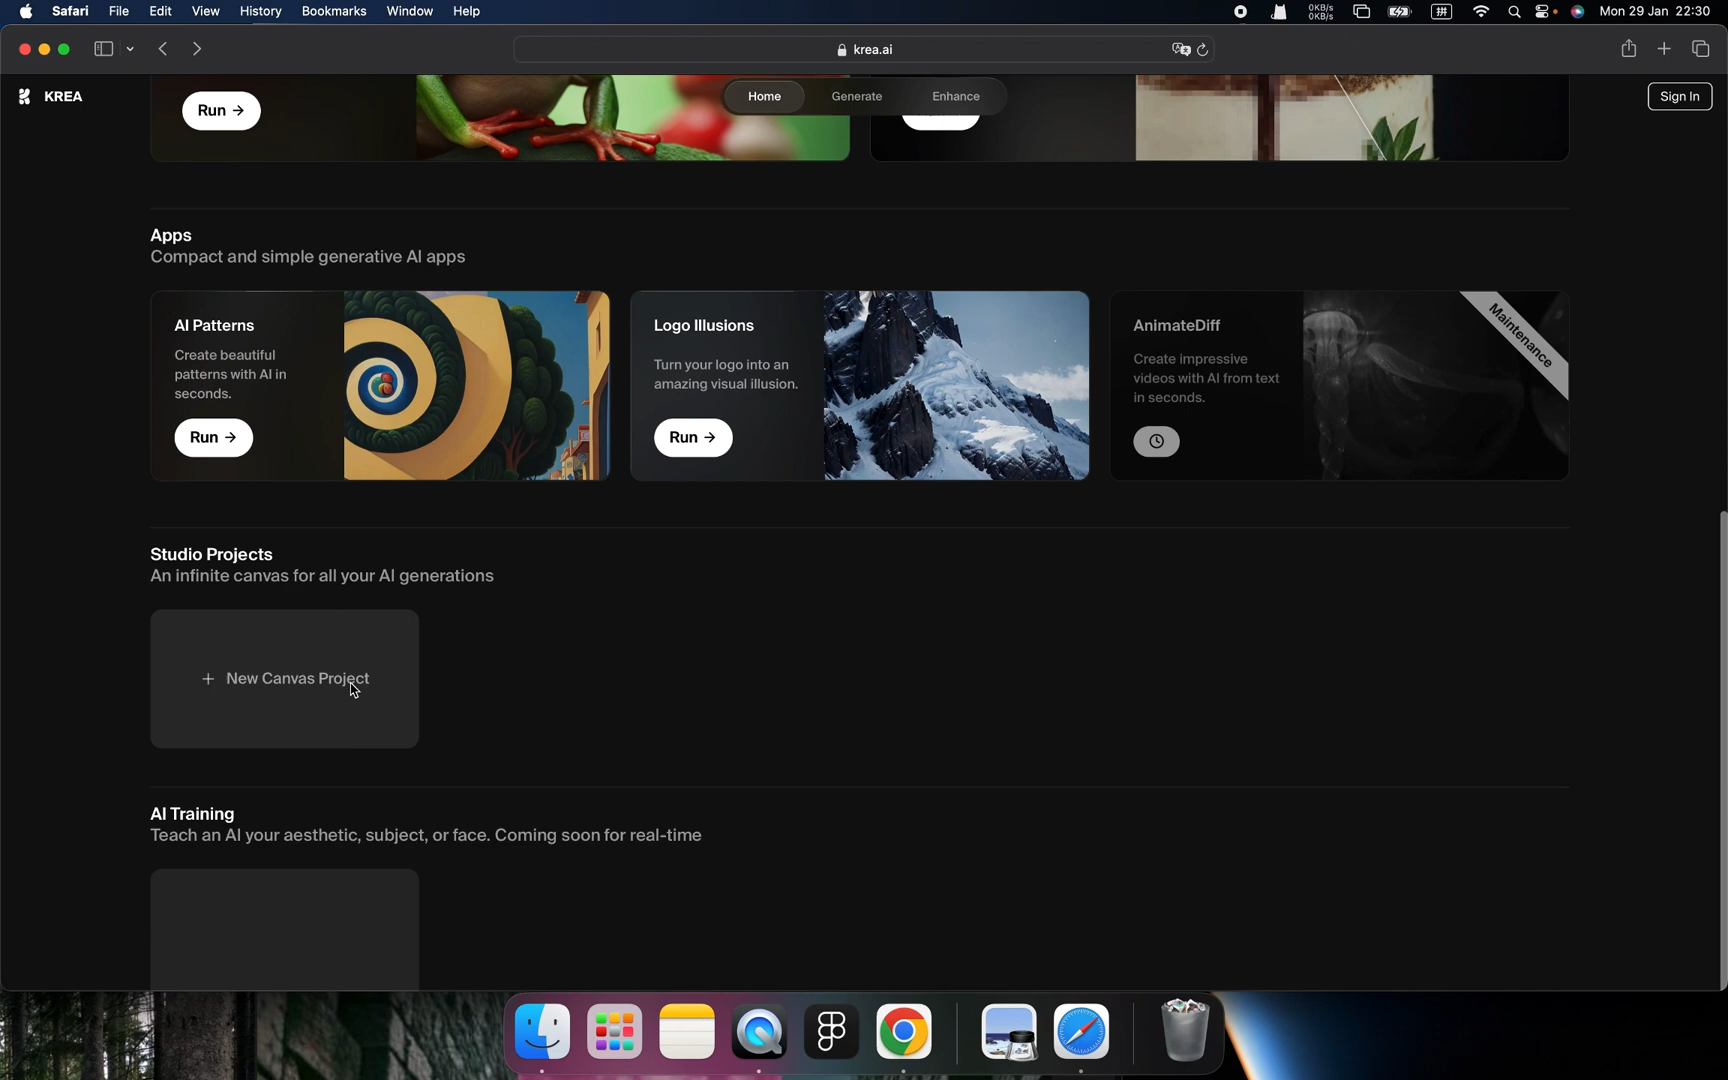 Safari File Edit View History Bookmarks Window Help 0KB/s 0KB/s Mon 29 Jan 22:30
krea.ai
KREA Home Generate Enhance Sign In
Run →
Apps
Compact and simple generative AI apps
AI Patterns
Create beautiful
patterns with AI in
seconds.
Run →
Logo Illusions
Turn your logo into an
amazing visual illusion.
Run →
AnimateDiff
Create impressive
videos with AI from text
in seconds.
Maintenance
Studio Projects
An infinite canvas for all your AI generations
+ New Canvas Project
AI Training
Teach an AI your aesthetic, subject, or face. Coming soon for real-time